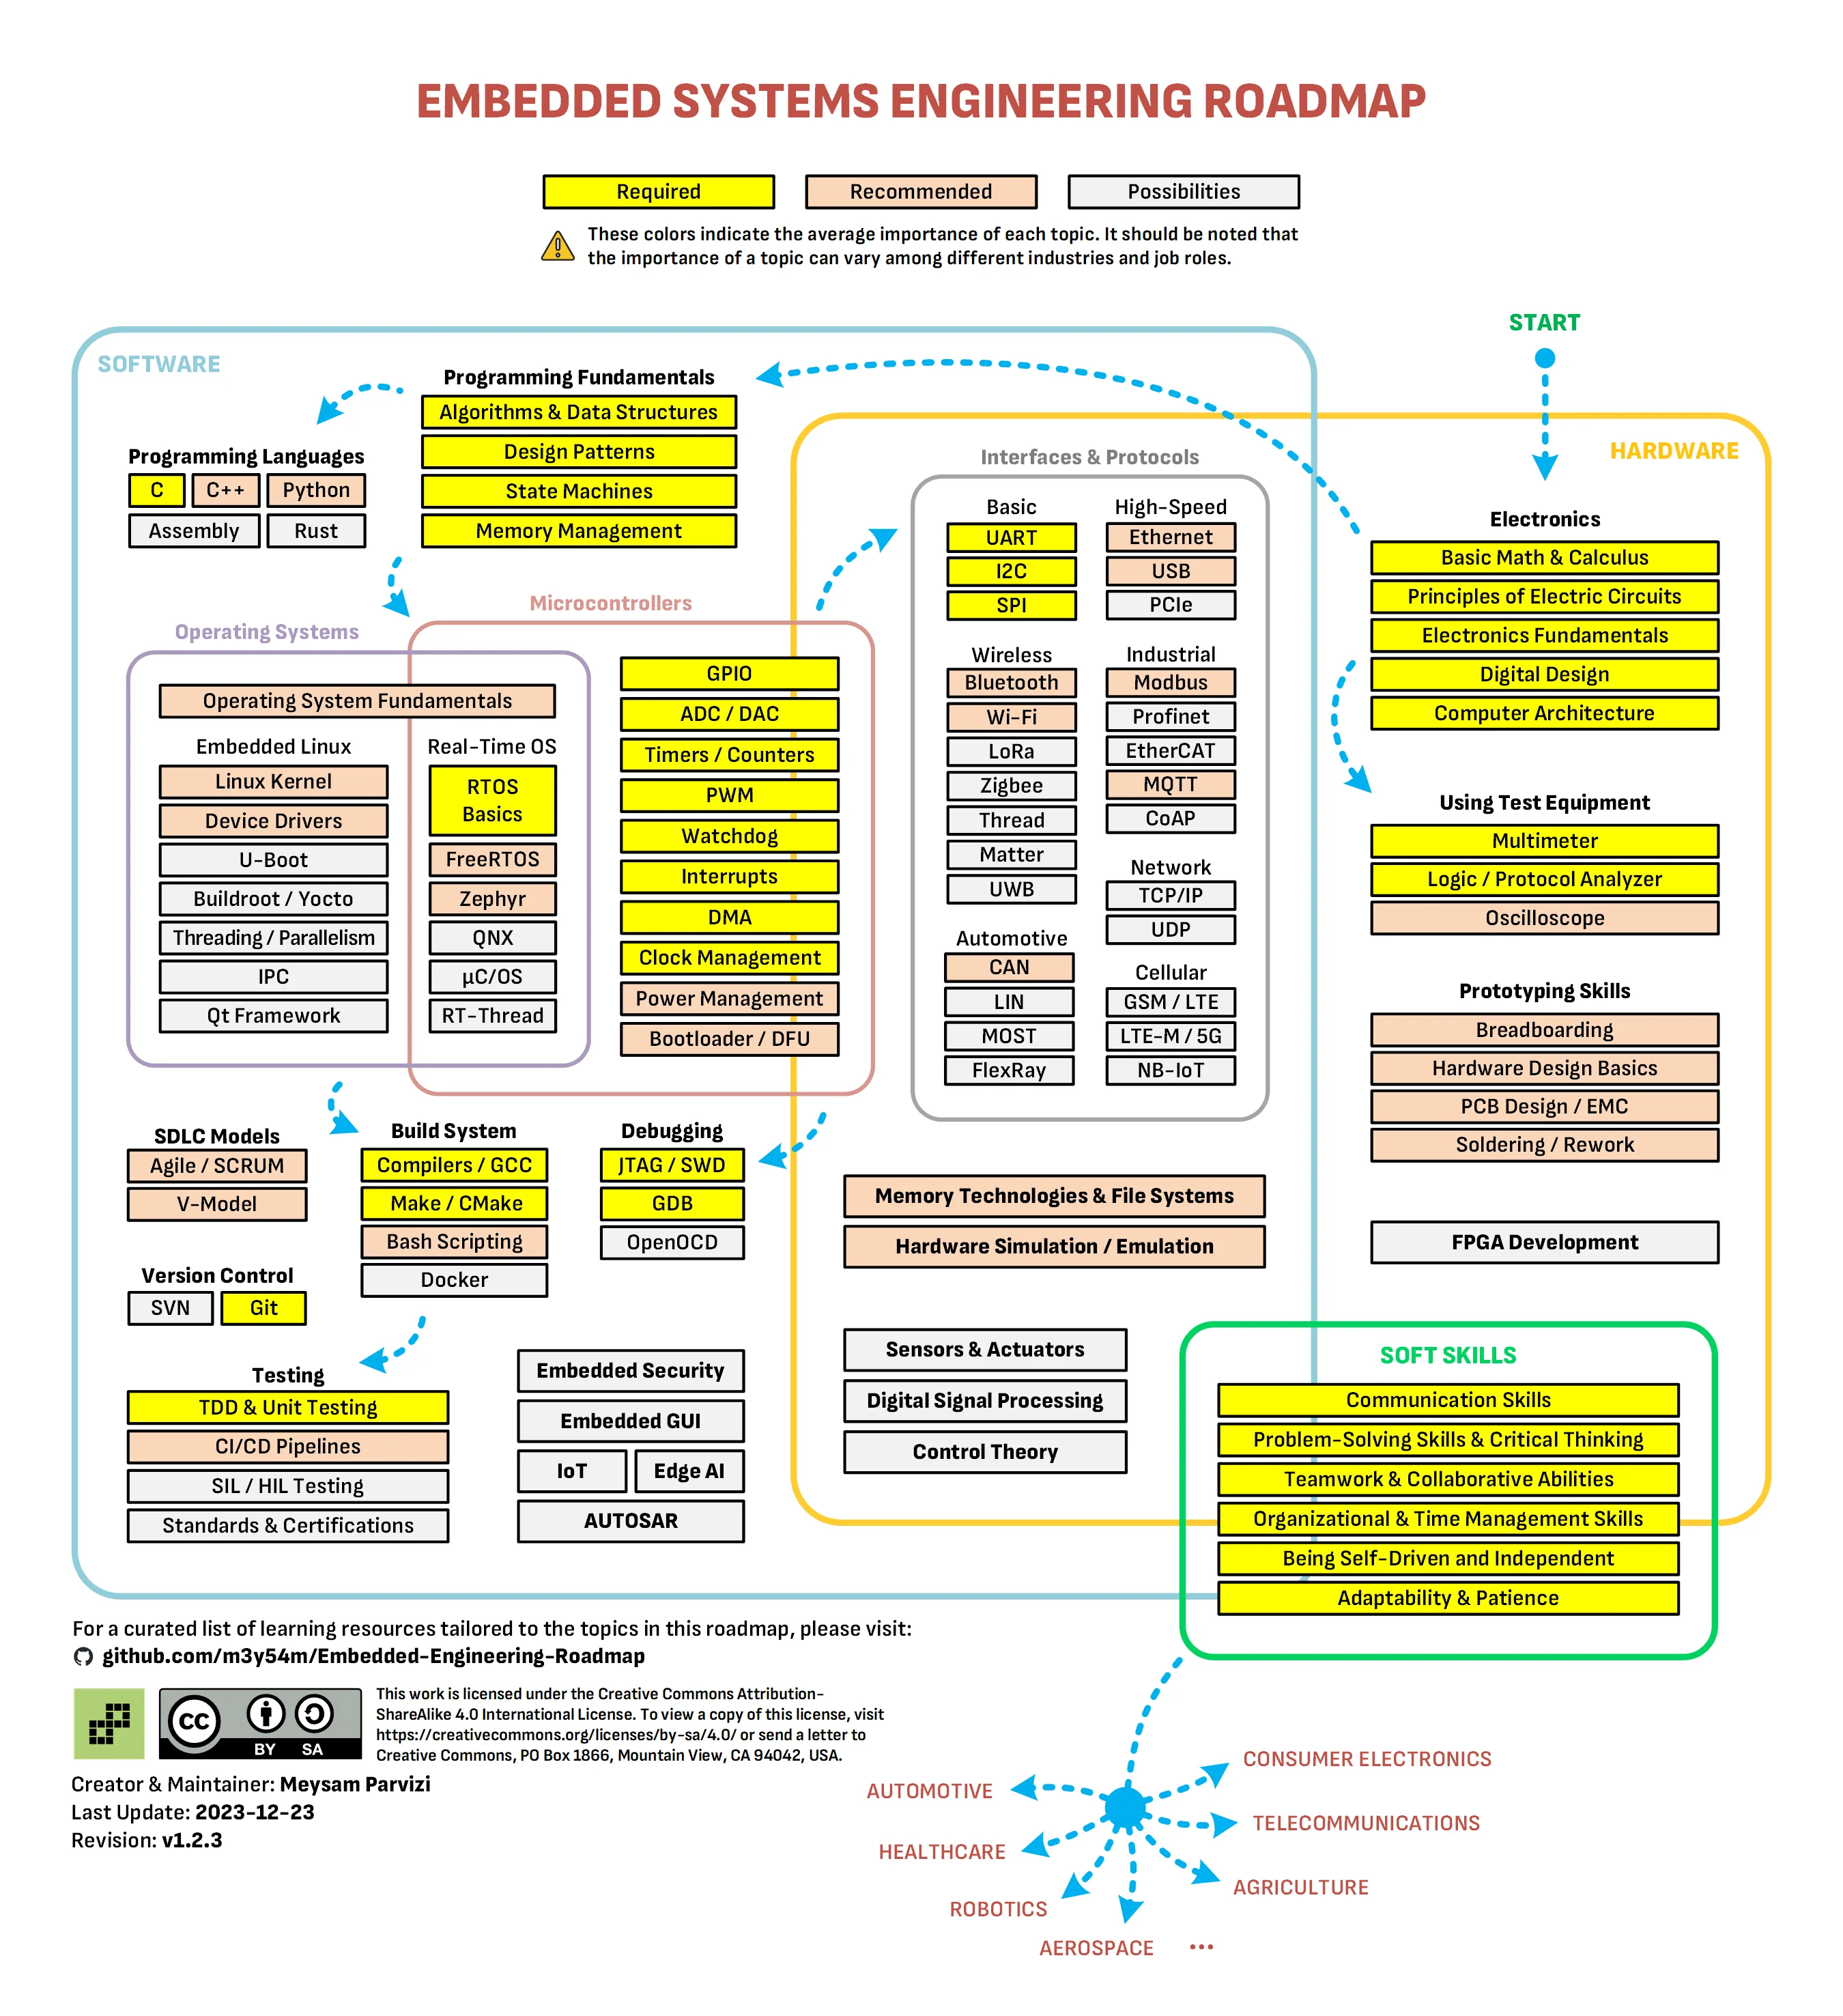 EMBEDDED SYSTEMS ENGINEERING ROADMAP
Required
Recommended
Possibilities
These colors indicate the average importance of each topic. It should be noted that
the importance of a topic can vary among different industries and job roles.
START
SOFTWARE
HARDWARE
Programming Fundamentals
Algorithms & Data Structures
Design Patterns
State Machines
Memory Management
Programming Languages
C
C++
Python
Assembly
Rust
Operating Systems
Operating System Fundamentals
Embedded Linux
Linux Kernel
Device Drivers
U-Boot
Buildroot / Yocto
Threading / Parallelism
IPC
Qt Framework
Real-Time OS
RTOS
Basics
FreeRTOS
Zephyr
QNX
µC/OS
RT-Thread
Microcontrollers
GPIO
ADC / DAC
Timers / Counters
PWM
Watchdog
Interrupts
DMA
Clock Management
Power Management
Bootloader / DFU
Interfaces & Protocols
Basic
UART
I2C
SPI
High-Speed
Ethernet
USB
PCIe
Wireless
Bluetooth
Wi-Fi
LoRa
Zigbee
Thread
Matter
UWB
Industrial
Modbus
Profinet
EtherCAT
MQTT
CoAP
Network
TCP/IP
UDP
Automotive
CAN
LIN
MOST
FlexRay
Cellular
GSM / LTE
LTE-M / 5G
NB-IoT
Electronics
Basic Math & Calculus
Principles of Electric Circuits
Electronics Fundamentals
Digital Design
Computer Architecture
Using Test Equipment
Multimeter
Logic / Protocol Analyzer
Oscilloscope
Prototyping Skills
Breadboarding
Hardware Design Basics
PCB Design / EMC
Soldering / Rework
FPGA Development
SDLC Models
Agile / SCRUM
V-Model
Version Control
SVN
Git
Build System
Compilers / GCC
Make / CMake
Bash Scripting
Docker
Debugging
JTAG / SWD
GDB
OpenOCD
Memory Technologies & File Systems
Hardware Simulation / Emulation
Testing
TDD & Unit Testing
CI/CD Pipelines
SIL / HIL Testing
Standards & Certifications
Embedded Security
Embedded GUI
IoT
Edge AI
AUTOSAR
Sensors & Actuators
Digital Signal Processing
Control Theory
SOFT SKILLS
Communication Skills
Problem-Solving Skills & Critical Thinking
Teamwork & Collaborative Abilities
Organizational & Time Management Skills
Being Self-Driven and Independent
Adaptability & Patience
For a curated list of learning resources tailored to the topics in this roadmap, please visit:
github.com/m3y54m/Embedded-Engineering-Roadmap
cc
BY SA
This work is licensed under the Creative Commons Attribution-
ShareAlike 4.0 International License. To view a copy of this license, visit
https://creativecommons.org/licenses/by-sa/4.0/ or send a letter to
Creative Commons, PO Box 1866, Mountain View, CA 94042, USA.
Creator & Maintainer: Meysam Parvizi
Last Update: 2023-12-23
Revision: v1.2.3
CONSUMER ELECTRONICS
AUTOMOTIVE
TELECOMMUNICATIONS
HEALTHCARE
AGRICULTURE
ROBOTICS
AEROSPACE ...